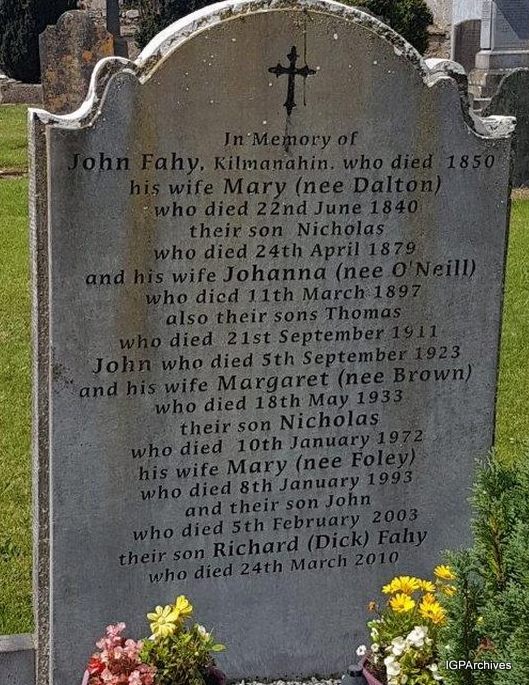 In Memory of
John Fahy, Kilmanahin. who died 1850
his wife Mary (nee Dalton)
who died 22nd June 1840
their son Nicholas
who died 24th April 1879
and his wife Johanna (nee O'Neill)
who died 11th March 1897
also their sons Thomas
who died 21st September 1911
John who died 5th September 1923
and his wife Margaret (nee Brown)
who died 18th May 1933
their son Nicholas
who died 10th January 1972
his wife Mary (nee Foley)
who died 8th January 1993
and their son John
who died 5th February 2003
their son Richard (Dick) Fahy
who died 24th March 2010
IGPArchives